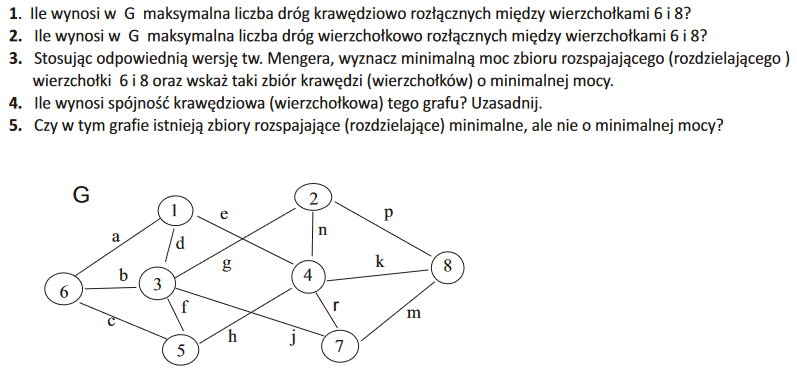 1. Ile wynosi w G maksymalna liczba dróg krawędziowo rozłącznych między wierzchołkami 6 i 8?
2. Ile wynosi w G maksymalna liczba dróg wierzchołkowo rozłącznych między wierzchołkami 6 i 8?
3. Stosując odpowiednią wersję tw. Mengera, wyznacz minimalną moc zbioru rozspajającego (rozdzielającego )
wierzchołki 6 i 8 oraz wskaż taki zbiór krawędzi (wierzchołków) o minimalnej mocy.
4. Ile wynosi spójność krawędziowa (wierzchołkowa) tego grafu? Uzasadnij.
5. Czy w tym grafie istnieją zbiory rozspajające (rozdzielające) minimalne, ale nie o minimalnej mocy?
G
1
e
2
p
a
d
n
g
k
8
b
3
4
6
f
r
m
c
h
j
5
7